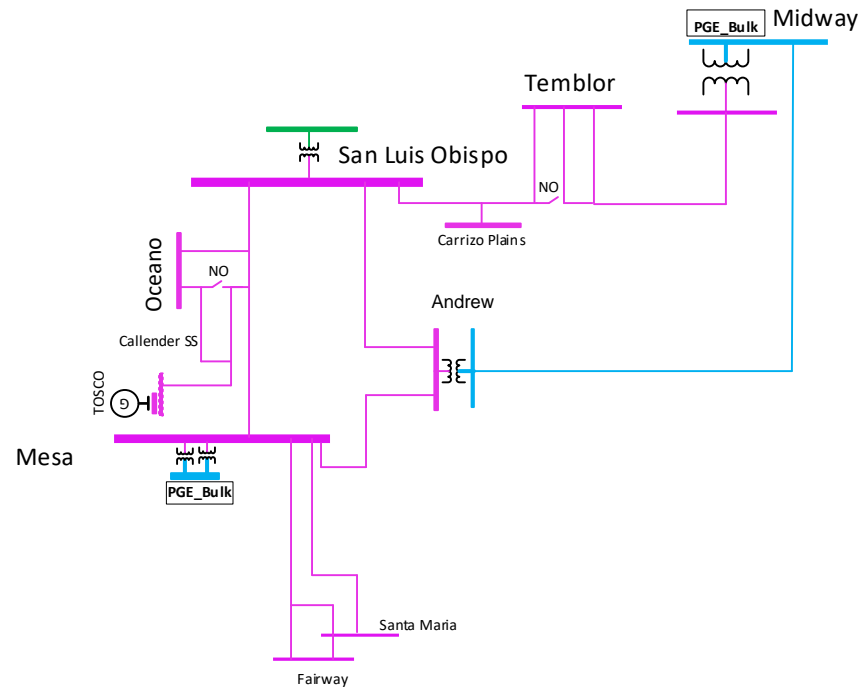 PGE_Bulk
Midway
Temblor
San Luis Obispo
NO
Carrizo Plains
Oceano
NO
Andrew
Callender SS
TOSCO
G
Mesa
PGE_Bulk
Santa Maria
Fairway